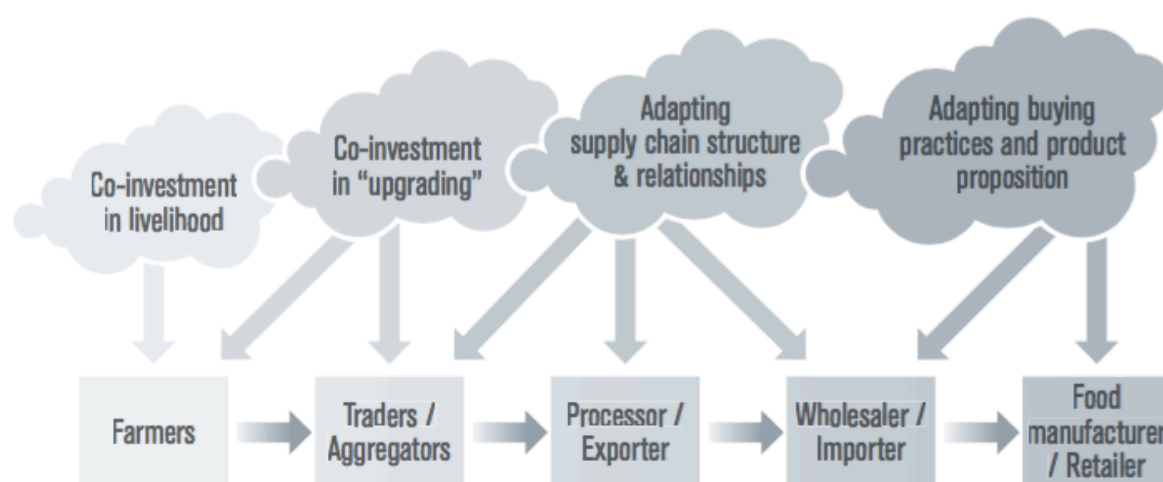 Co-investment
in livelihood
Co-investment
in “upgrading”
Adapting
supply chain structure
& relationships
Adapting buying
practices and product
proposition
Farmers
Traders /
Aggregators
Processor /
Exporter
Wholesaler /
Importer
Food
manufacturer
/ Retailer